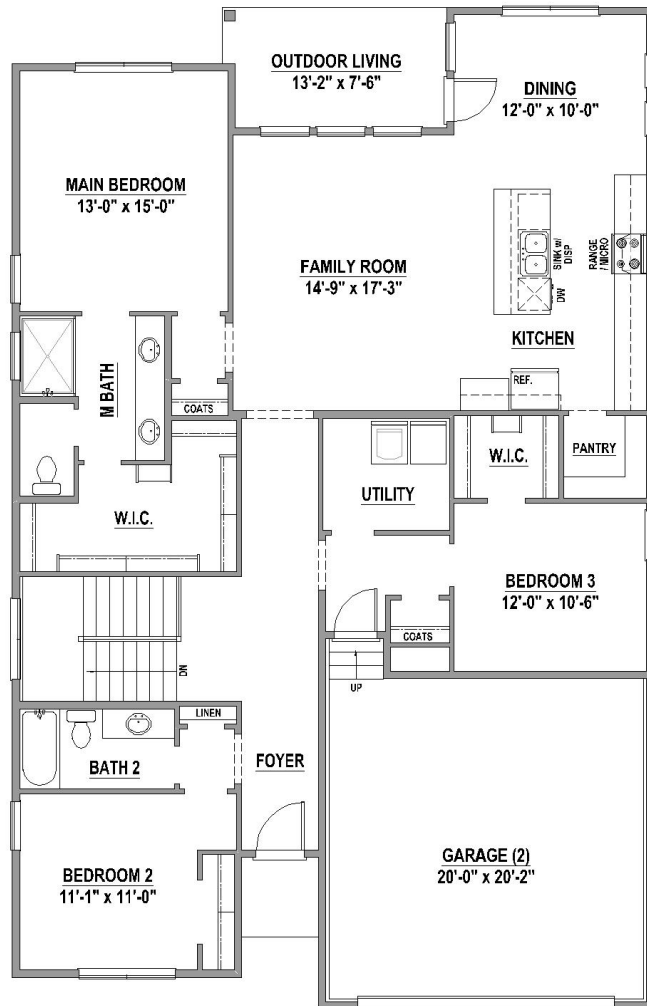 OUTDOOR LIVING
13'-2" x 7'-6"
DINING
12'-0" x 10'-0"
MAIN BEDROOM
13'-0" x 15'-0"
FAMILY ROOM
14'-9" x 17'-3"
SINK w/
DISP
DW
RANGE
/ MICRO
KITCHEN
REF.
M BATH
COATS
W.I.C.
PANTRY
UTILITY
W.I.C.
BEDROOM 3
12'-0" x 10'-6"
COATS
DN
UP
LINEN
BATH 2
FOYER
BEDROOM 2
11'-1" x 11'-0"
GARAGE (2)
20'-0" x 20'-2"